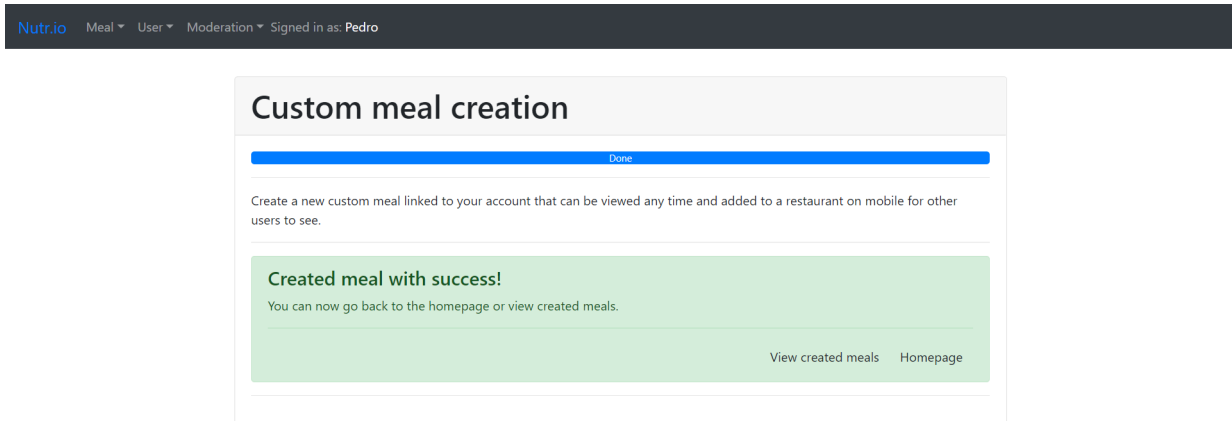 Nutr.io Meal User Moderation Signed in as: Pedro
Custom meal creation
Done
Create a new custom meal linked to your account that can be viewed any time and added to a restaurant on mobile for other
users to see.
Created meal with success!
You can now go back to the homepage or view created meals.
View created meals Homepage